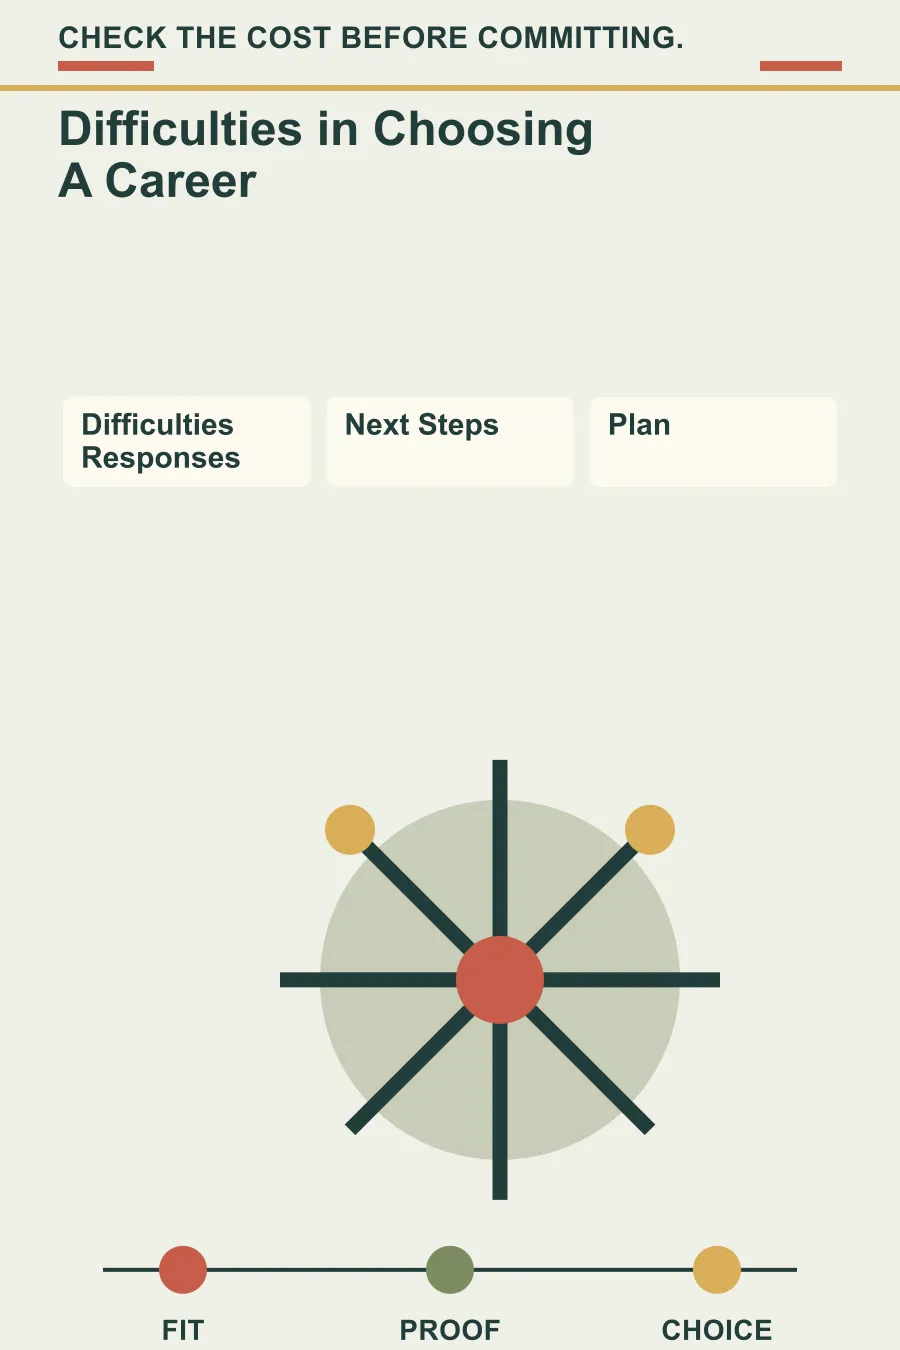 CHECK THE COST BEFORE COMMITTING.
Difficulties in Choosing
A Career
Difficulties
Responses
Next Steps
Plan
FIT
PROOF
CHOICE